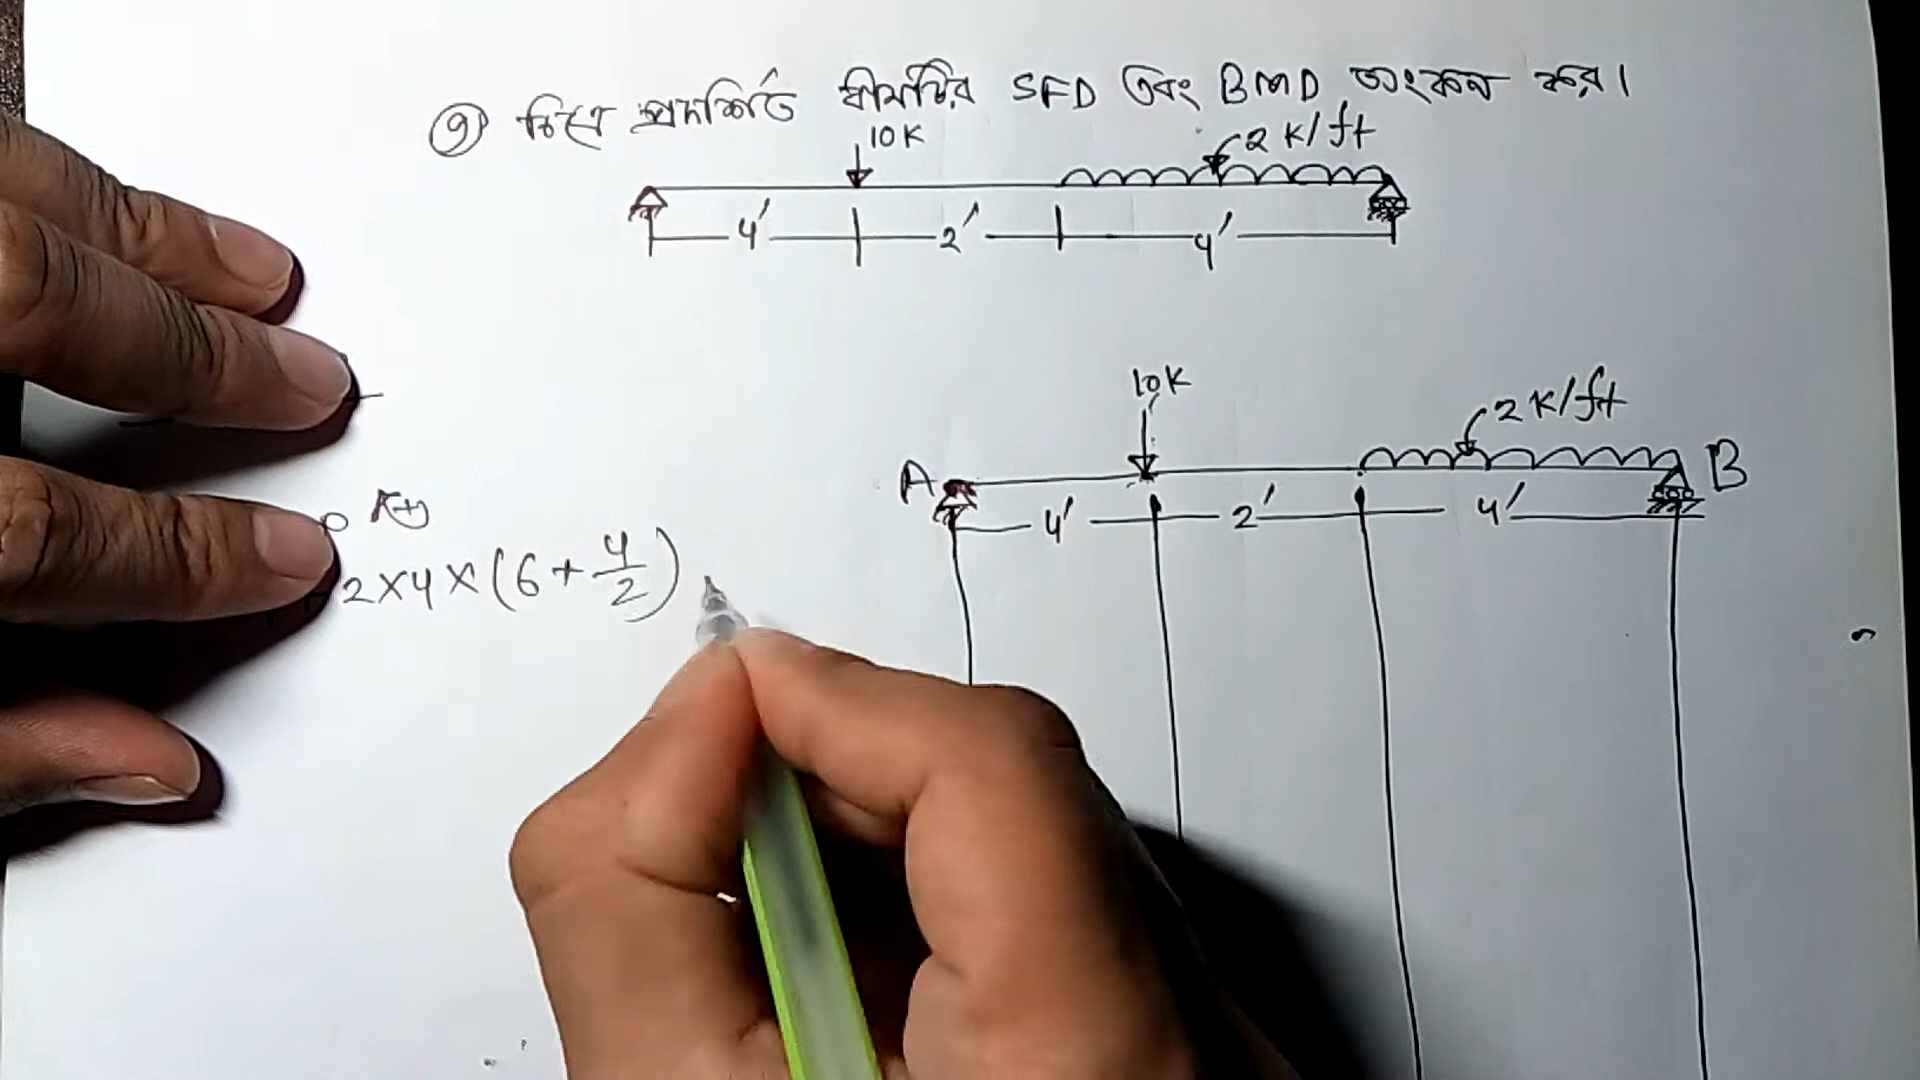 ৩) চিত্রে প্রদর্শিত বীমটির SFD এবং BMD অংকন কর।
10K
2 K/ft
4' 2' 4'
10K
2 K/ft
A B
4' 2' 4'
(+)
2×4×(6+4/2)